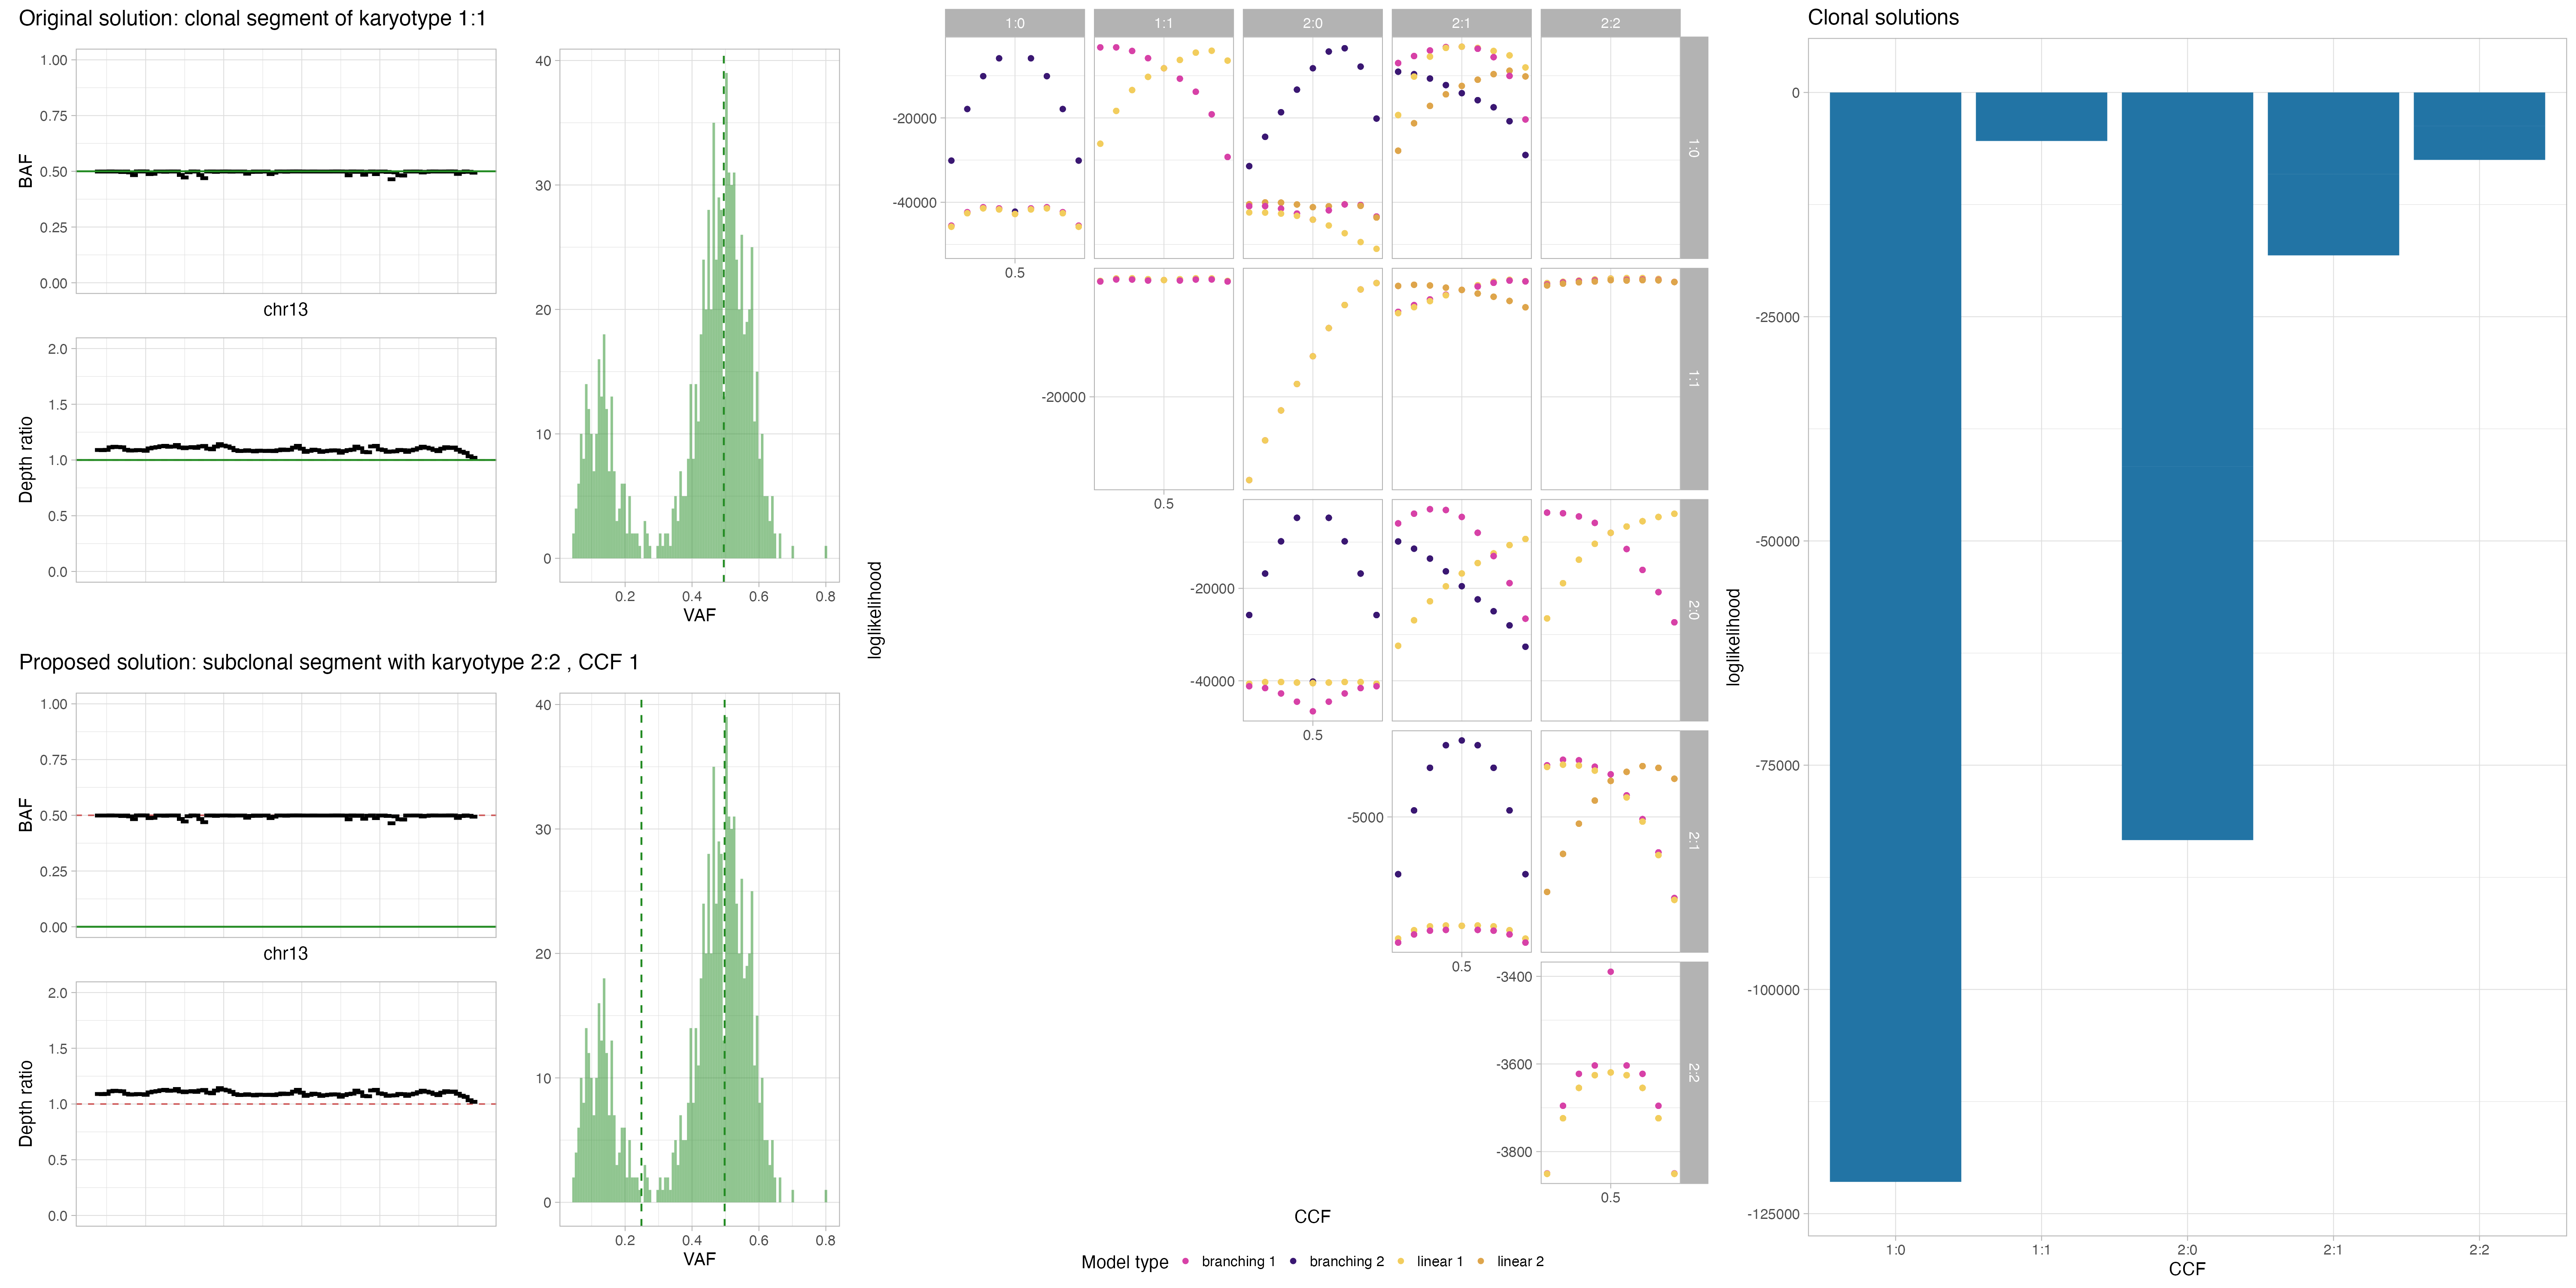 Original solution: clonal segment of karyotype 1:1
1.00
0.75
0.50
0.25
0.00
BAF
chr13
2.0
1.5
1.0
0.5
0.0
Depth ratio
40
30
20
10
0
0.2 0.4 0.6 0.8
VAF
Proposed solution: subclonal segment with karyotype 2:2 , CCF 1
1.00
0.75
0.50
0.25
0.00
BAF
chr13
2.0
1.5
1.0
0.5
0.0
Depth ratio
40
30
20
10
0
0.2 0.4 0.6 0.8
VAF
loglikelihood
1:0 1:1 2:0 2:1 2:2
-20000
-40000
1:0
0.5
-20000
1:1
0.5
-20000
-40000
2:0
0.5
-5000
2:1
0.5
-3400
-3600
-3800
2:2
0.5
CCF
Model type branching 1 branching 2 linear 1 linear 2
Clonal solutions
0
-25000
-50000
-75000
-100000
-125000
loglikelihood
1:0 1:1 2:0 2:1 2:2
CCF